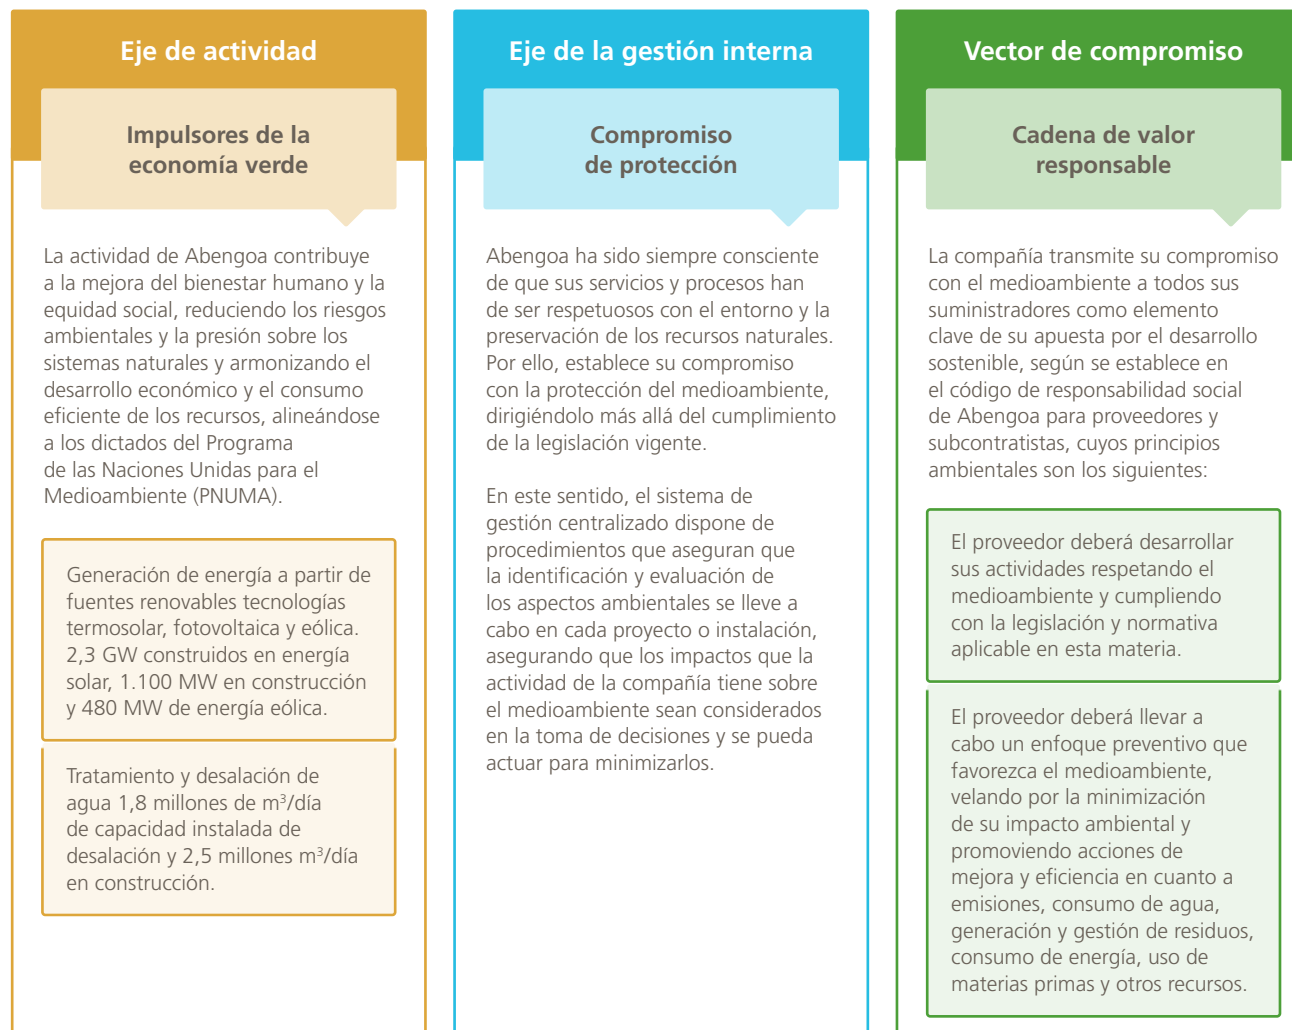 Eje de actividad
Impulsores de la
economía verde
La actividad de Abengoa contribuye
a la mejora del bienestar humano y la
equidad social, reduciendo los riesgos
ambientales y la presión sobre los
sistemas naturales y armonizando el
desarrollo económico y el consumo
eficiente de los recursos, alineándose
a los dictados del Programa
de las Naciones Unidas para el
Medioambiente (PNUMA).
Generación de energía a partir de
fuentes renovables tecnologías
termosolar, fotovoltaica y eólica.
2,3 GW construidos en energía
solar, 1.100 MW en construcción
y 480 MW de energía eólica.
Tratamiento y desalación de
agua 1,8 millones de m³/día
de capacidad instalada de
desalación y 2,5 millones m³/día
en construcción.
Eje de la gestión interna
Compromiso
de protección
Abengoa ha sido siempre consciente
de que sus servicios y procesos han
de ser respetuosos con el entorno y la
preservación de los recursos naturales.
Por ello, establece su compromiso
con la protección del medioambiente,
dirigiéndolo más allá del cumplimiento
de la legislación vigente.
En este sentido, el sistema de
gestión centralizado dispone de
procedimientos que aseguran que
la identificación y evaluación de
los aspectos ambientales se lleve a
cabo en cada proyecto o instalación,
asegurando que los impactos que la
actividad de la compañía tiene sobre
el medioambiente sean considerados
en la toma de decisiones y se pueda
actuar para minimizarlos.
Vector de compromiso
Cadena de valor
responsable
La compañía transmite su compromiso
con el medioambiente a todos sus
suministradores como elemento
clave de su apuesta por el desarrollo
sostenible, según se establece en
el código de responsabilidad social
de Abengoa para proveedores y
subcontratistas, cuyos principios
ambientales son los siguientes:
El proveedor deberá desarrollar
sus actividades respetando el
medioambiente y cumpliendo
con la legislación y normativa
aplicable en esta materia.
El proveedor deberá llevar a
cabo un enfoque preventivo que
favorezca el medioambiente,
velando por la minimización
de su impacto ambiental y
promoviendo acciones de
mejora y eficiencia en cuanto a
emisiones, consumo de agua,
generación y gestión de residuos,
consumo de energía, uso de
materias primas y otros recursos.